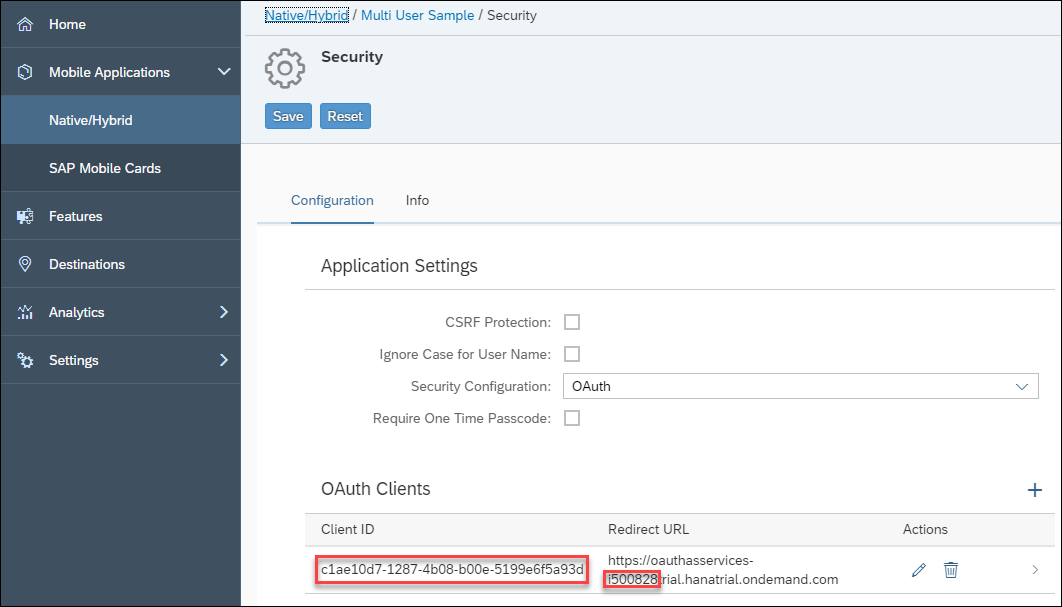 Home
Mobile Applications
Native/Hybrid
SAP Mobile Cards
Features
Destinations
Analytics
Settings
Native/Hybrid / Multi User Sample / Security
Security
Save Reset
Configuration Info
Application Settings
CSRF Protection:
Ignore Case for User Name:
Security Configuration: OAuth
Require One Time Passcode:
OAuth Clients
Client ID Redirect URL Actions
c1ae10d7-1287-4b08-b00e-5199e6f5a93d
https://oauthasservices-
i500828trial.hanatrial.ondemand.com